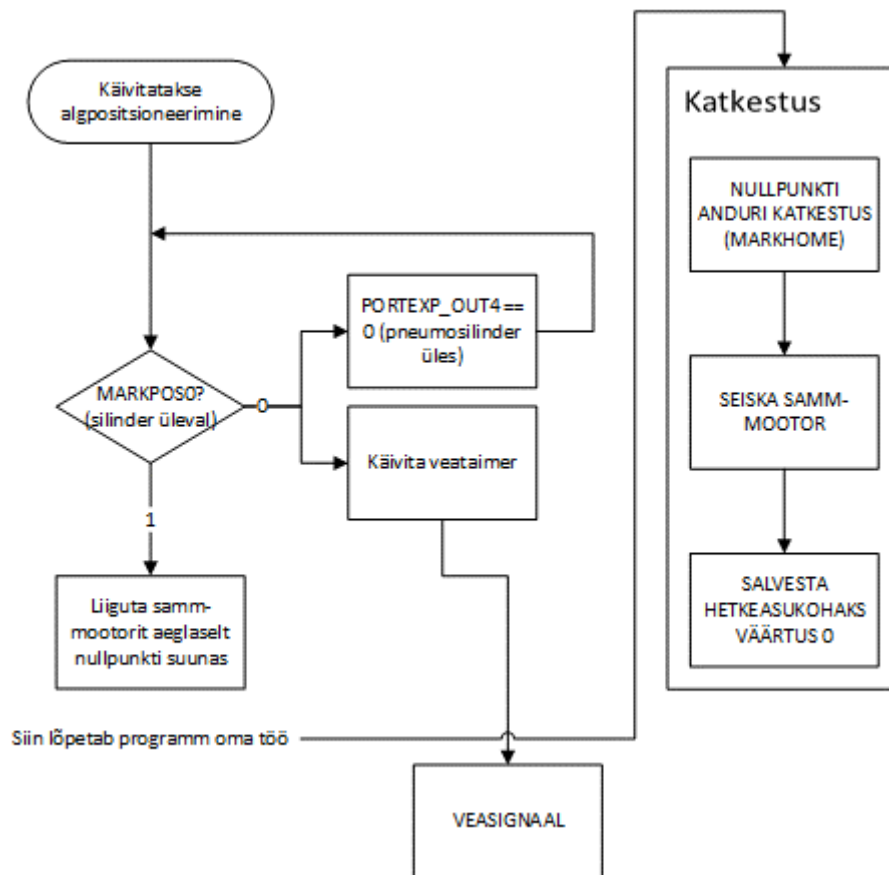 Käivitatakse
algpositsioneerimine
Katkestus
NULLPUNKTI
ANDURI KATKESTUS
(MARKHOME)
PORTEXP_OUT4 ==
0 (pneumosilinder
üles)
MARKPOS0?
(silinder üleval)
0
SEISKA SAMM-
MOOTOR
Käivita veataimer
1
Liiguta samm-
mootorit aeglaselt
nullpunkti suunas
SALVESTA
HETKEASUKOHAKS
VÄÄRTUS 0
Siin lõpetab programm oma töö
VEASIGNAAL